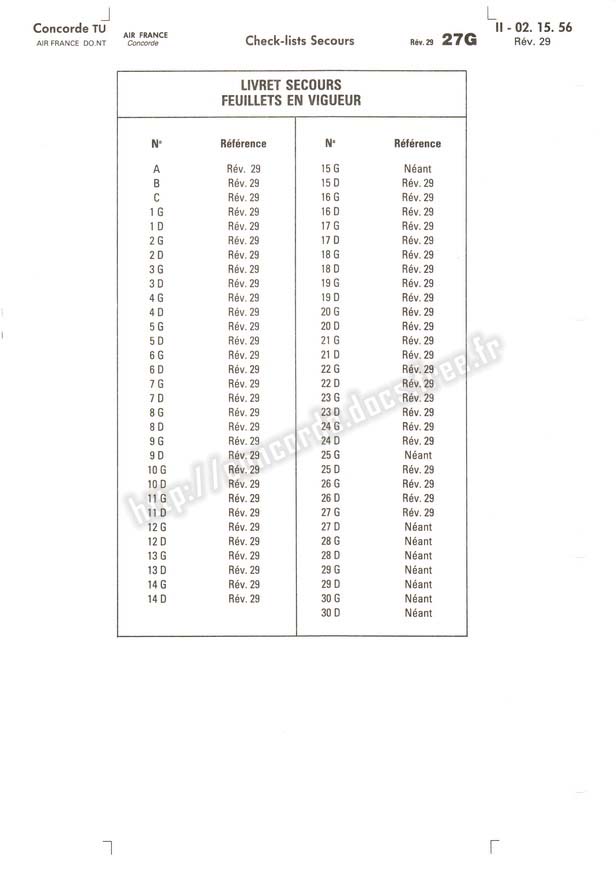 Concorde TU
AIR FRANCE DO.NT
AIR FRANCE
Concorde
Check-lists Secours
Rév. 29 27G
II - 02. 15. 56
Rév. 29
LIVRET SECOURS
FEUILLETS EN VIGUEUR
N° Référence N° Référence
A Rév. 29 15 G Néant
B Rév. 29 15 D Rév. 29
C Rév. 29 16 G Rév. 29
1 G Rév. 29 16 D Rév. 29
1 D Rév. 29 17 G Rév. 29
2 G Rév. 29 17 D Rév. 29
2 D Rév. 29 18 G Rév. 29
3 G Rév. 29 18 D Rév. 29
3 D Rév. 29 19 G Rév. 29
4 G Rév. 29 19 D Rév. 29
4 D Rév. 29 20 G Rév. 29
5 G Rév. 29 20 D Rév. 29
5 D Rév. 29 21 G Rév. 29
6 G Rév. 29 21 D Rév. 29
6 D Rév. 29 22 G Rév. 29
7 G Rév. 29 22 D Rév. 29
7 D Rév. 29 23 G Rév. 29
8 G Rév. 29 23 D Rév. 29
8 D Rév. 29 24 G Rév. 29
9 G Rév. 29 24 D Rév. 29
9 D Rév. 29 25 G Néant
10 G Rév. 29 25 D Rév. 29
10 D Rév. 29 26 G Rév. 29
11 G Rév. 29 26 D Rév. 29
11 D Rév. 29 27 G Rév. 29
12 G Rév. 29 27 D Néant
12 D Rév. 29 28 G Néant
13 G Rév. 29 28 D Néant
13 D Rév. 29 29 G Néant
14 G Rév. 29 29 D Néant
14 D Rév. 29 30 G Néant
30 D Néant